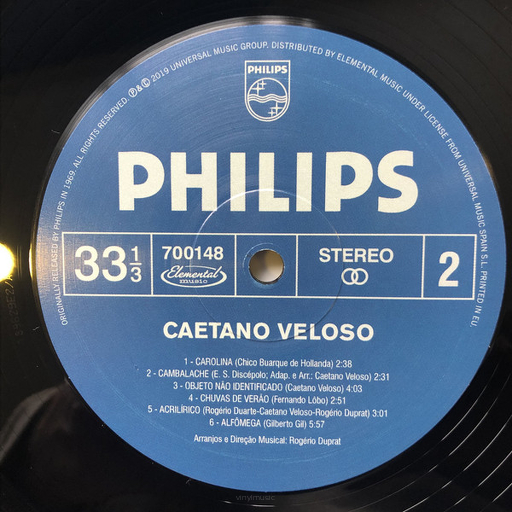 ORIGINALLY RELEASED BY PHILIPS IN 1969. ALL RIGHTS RESERVED. ℗&© 2019 UNIVERSAL MUSIC GROUP. DISTRIBUTED BY ELEMENTAL MUSIC UNDER LICENSE FROM UNIVERSAL MUSIC SPAIN S.L. PRINTED IN EU.
PHILIPS
PHILIPS
33 1/3
700148
Elemental
music
STEREO
2
CAETANO VELOSO
1 - CAROLINA (Chico Buarque de Hollanda) 2:38
2 - CAMBALACHE (E. S. Discépolo; Adap. e Arr.: Caetano Veloso) 2:31
3 - OBJETO NÃO IDENTIFICADO (Caetano Veloso) 4:03
4 - CHUVAS DE VERÃO (Fernando Lôbo) 2:51
5 - ACRILÍRICO (Rogério Duarte-Caetano Veloso-Rogério Duprat) 3:01
6 - ALFÔMEGA (Gilberto Gil) 5:57
Arranjos e Direção Musical: Rogério Duprat
vinylmusic